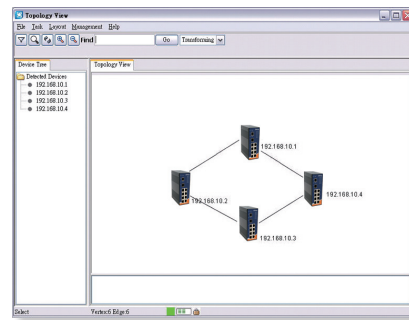 Topology View
File Task Layout Management Help
Find Go Transforming
Device Tree
Topology View
Detected Devices
192.168.10.1
192.168.10.2
192.168.10.3
192.168.10.4
192.168.10.1
192.168.10.2
192.168.10.4
192.168.10.3
Select Vertex:6 Edge:6